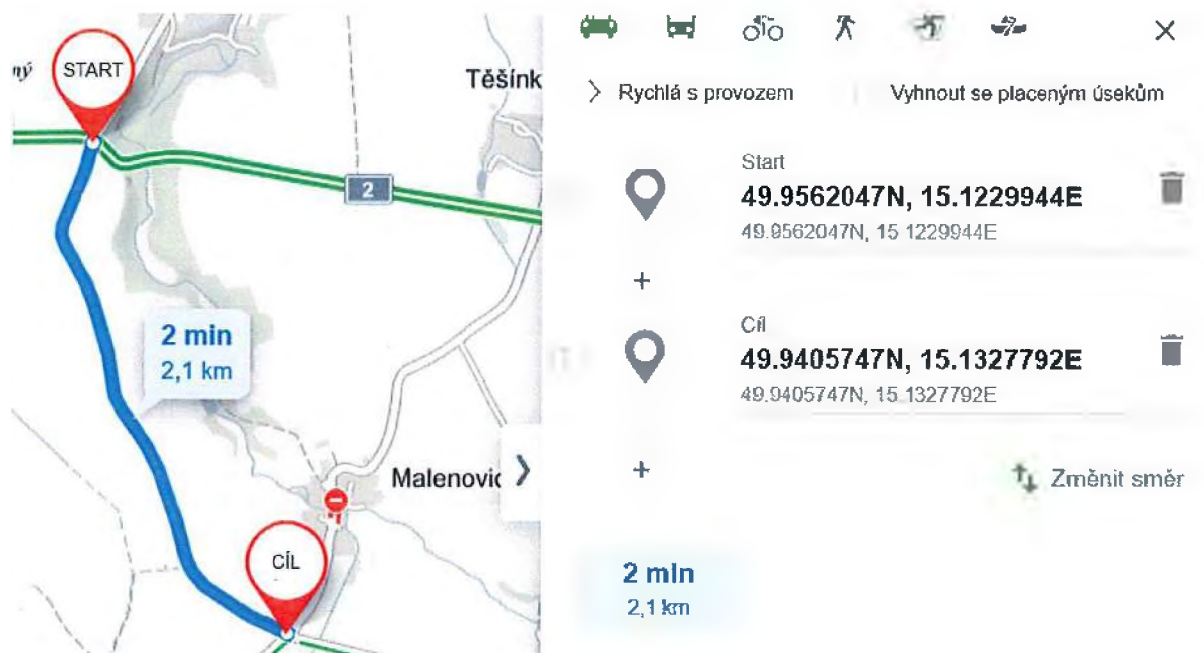 ný
START
Těšínk
2
2 min
2,1 km
Malenovic
CÍL
Rychlá s provozem
Vyhnout se placeným úsekům
Start
49.9562047N, 15.1229944E
49.9562047N, 15.1229944E
+
Cíl
49.9405747N, 15.1327792E
49.9405747N, 15.1327792E
+
Změnit směr
2 min
2,1 km